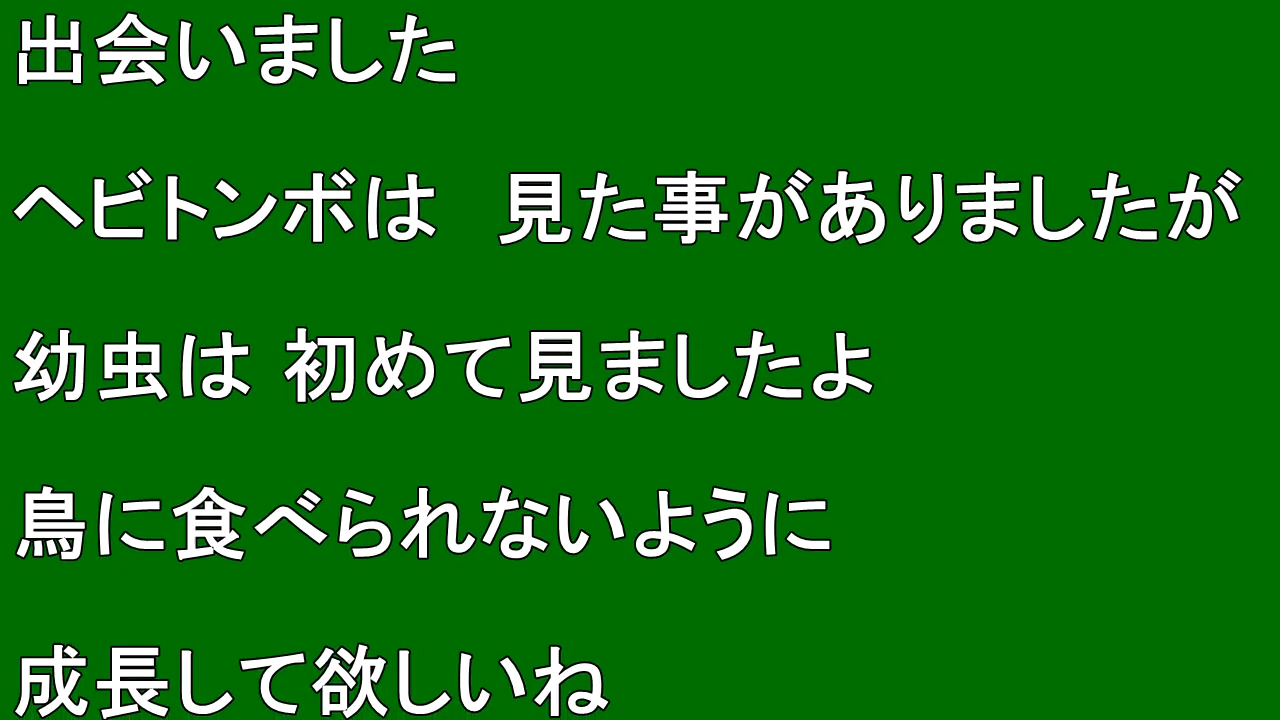 出会いました
ヘビトンボは　見た事がありましたが
幼虫は 初めて見ましたよ
鳥に食べられないように
成長して欲しいね